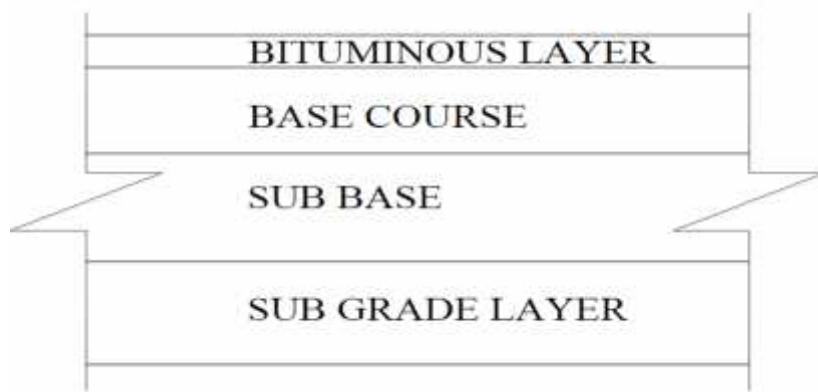 BITUMINOUS LAYER
BASE COURSE
SUB BASE
SUB GRADE LAYER